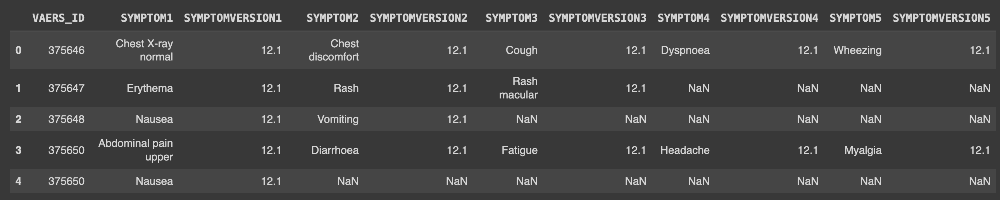 VAERS_ID SYMPTOM1 SYMPTOMVERSION1 SYMPTOM2 SYMPTOMVERSION2 SYMPTOM3 SYMPTOMVERSION3 SYMPTOM4 SYMPTOMVERSION4 SYMPTOM5 SYMPTOMVERSION5
0 375646 Chest X-ray normal 12.1 Chest discomfort 12.1 Cough 12.1 Dyspnoea 12.1 Wheezing 12.1
1 375647 Erythema 12.1 Rash 12.1 Rash macular 12.1 NaN NaN NaN NaN
2 375648 Nausea 12.1 Vomiting 12.1 NaN NaN NaN NaN NaN NaN
3 375650 Abdominal pain upper 12.1 Diarrhoea 12.1 Fatigue 12.1 Headache 12.1 Myalgia 12.1
4 375650 Nausea 12.1 NaN NaN NaN NaN NaN NaN NaN NaN